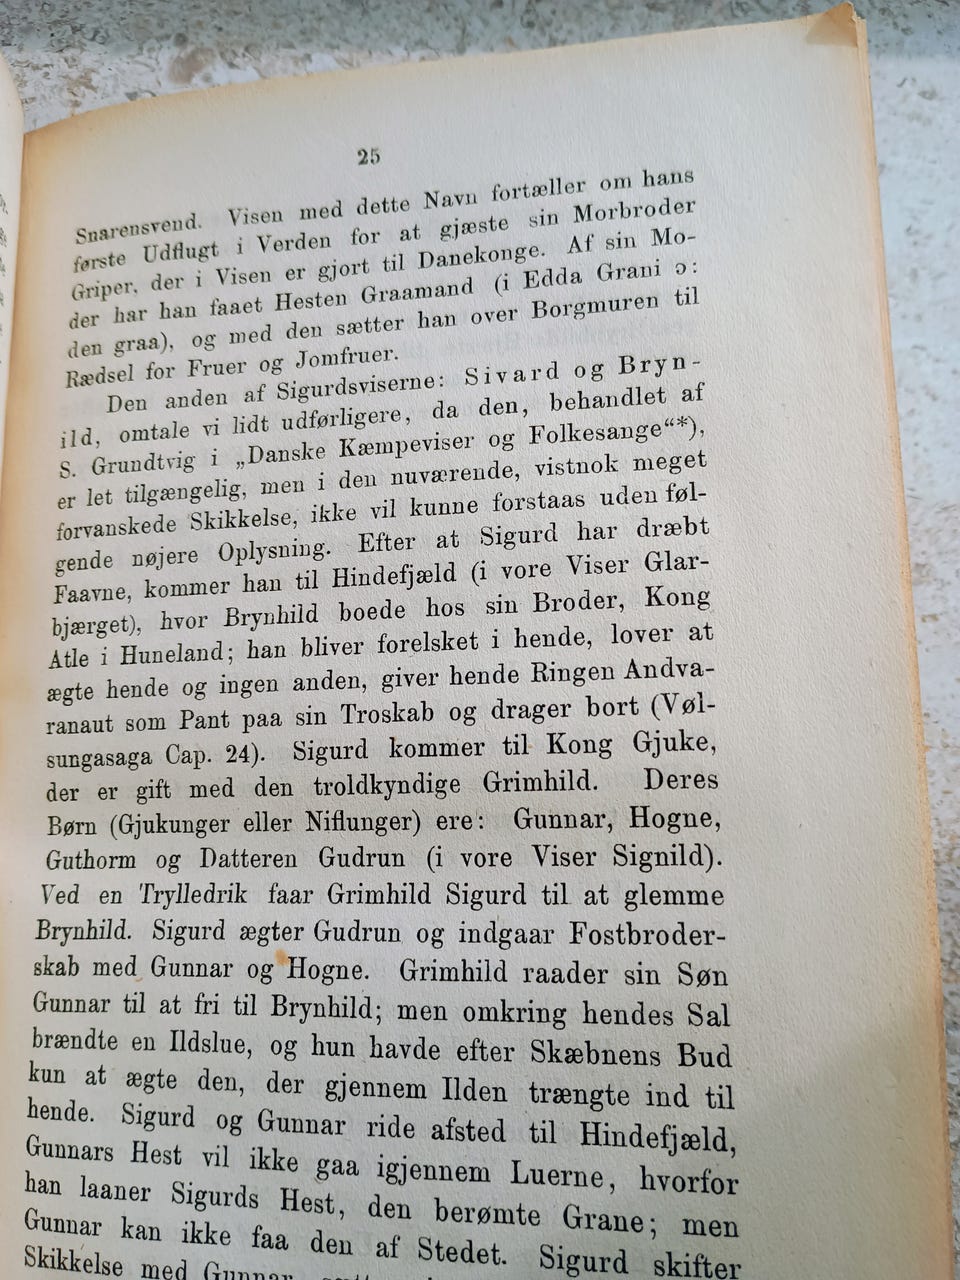 25
Snarensvend. Visen med dette Navn fortæller om hans
første Udflugt i Verden for at gjæste sin Morbroder
Griper, der i Visen er gjort til Danekonge. Af sin Mo-
der har han faaet Hesten Graamand (i Edda Grani ɔ:
den graa), og med den sætter han over Borgmuren til
Rædsel for Fruer og Jomfruer.
Den anden af Sigurdsviserne: Sivard og Bryn-
ild, omtale vi lidt udførligere, da den, behandlet af
S. Grundtvig i „Danske Kæmpeviser og Folkesange“*),
er let tilgængelig, men i den nuværende, vistnok meget
forvanskede Skikkelse, ikke vil kunne forstaas uden føl-
gende nøjere Oplysning. Efter at Sigurd har dræbt
Faavne, kommer han til Hindefjæld (i vore Viser Glar-
bjærget), hvor Brynhild boede hos sin Broder, Kong
Atle i Huneland; han bliver forelsket i hende, lover at
ægte hende og ingen anden, giver hende Ringen Andva-
ranaut som Pant paa sin Troskab og drager bort (Vøl-
sungasaga Cap. 24). Sigurd kommer til Kong Gjuke,
der er gift med den troldkyndige Grimhild. Deres
Børn (Gjukunger eller Niflunger) ere: Gunnar, Hogne,
Guthorm og Datteren Gudrun (i vore Viser Signild).
Ved en Trylledrik faar Grimhild Sigurd til at glemme
Brynhild. Sigurd ægter Gudrun og indgaar Fostbroder-
skab med Gunnar og Hogne. Grimhild raader sin Søn
Gunnar til at fri til Brynhild; men omkring hendes Sal
brændte en Ildslue, og hun havde efter Skæbnens Bud
kun at ægte den, der gjennem Ilden trængte ind til
hende. Sigurd og Gunnar ride afsted til Hindefjæld,
Gunnars Hest vil ikke gaa igjennem Luerne, hvorfor
han laaner Sigurds Hest, den berømte Grane; men
Gunnar kan ikke faa den af Stedet. Sigurd skifter
Skikkelse med Gunnar